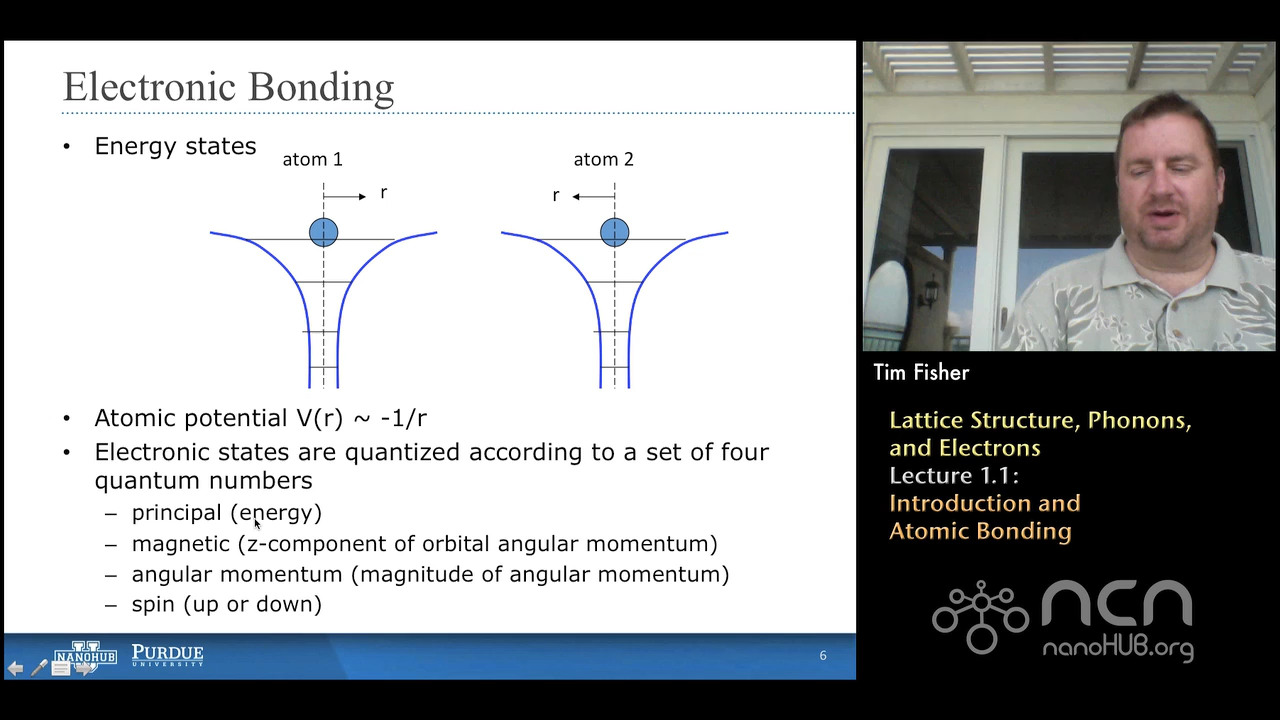 Electronic Bonding
• Energy states
atom 1
atom 2
r
r
• Atomic potential V(r) ~ -1/r
• Electronic states are quantized according to a set of four
quantum numbers
– principal (energy)
– magnetic (z-component of orbital angular momentum)
– angular momentum (magnitude of angular momentum)
– spin (up or down)
NANOHUB
PURDUE
UNIVERSITY
6
Tim Fisher
Lattice Structure, Phonons,
and Electrons
Lecture 1.1:
Introduction and
Atomic Bonding
ncn
nanoHUB.org